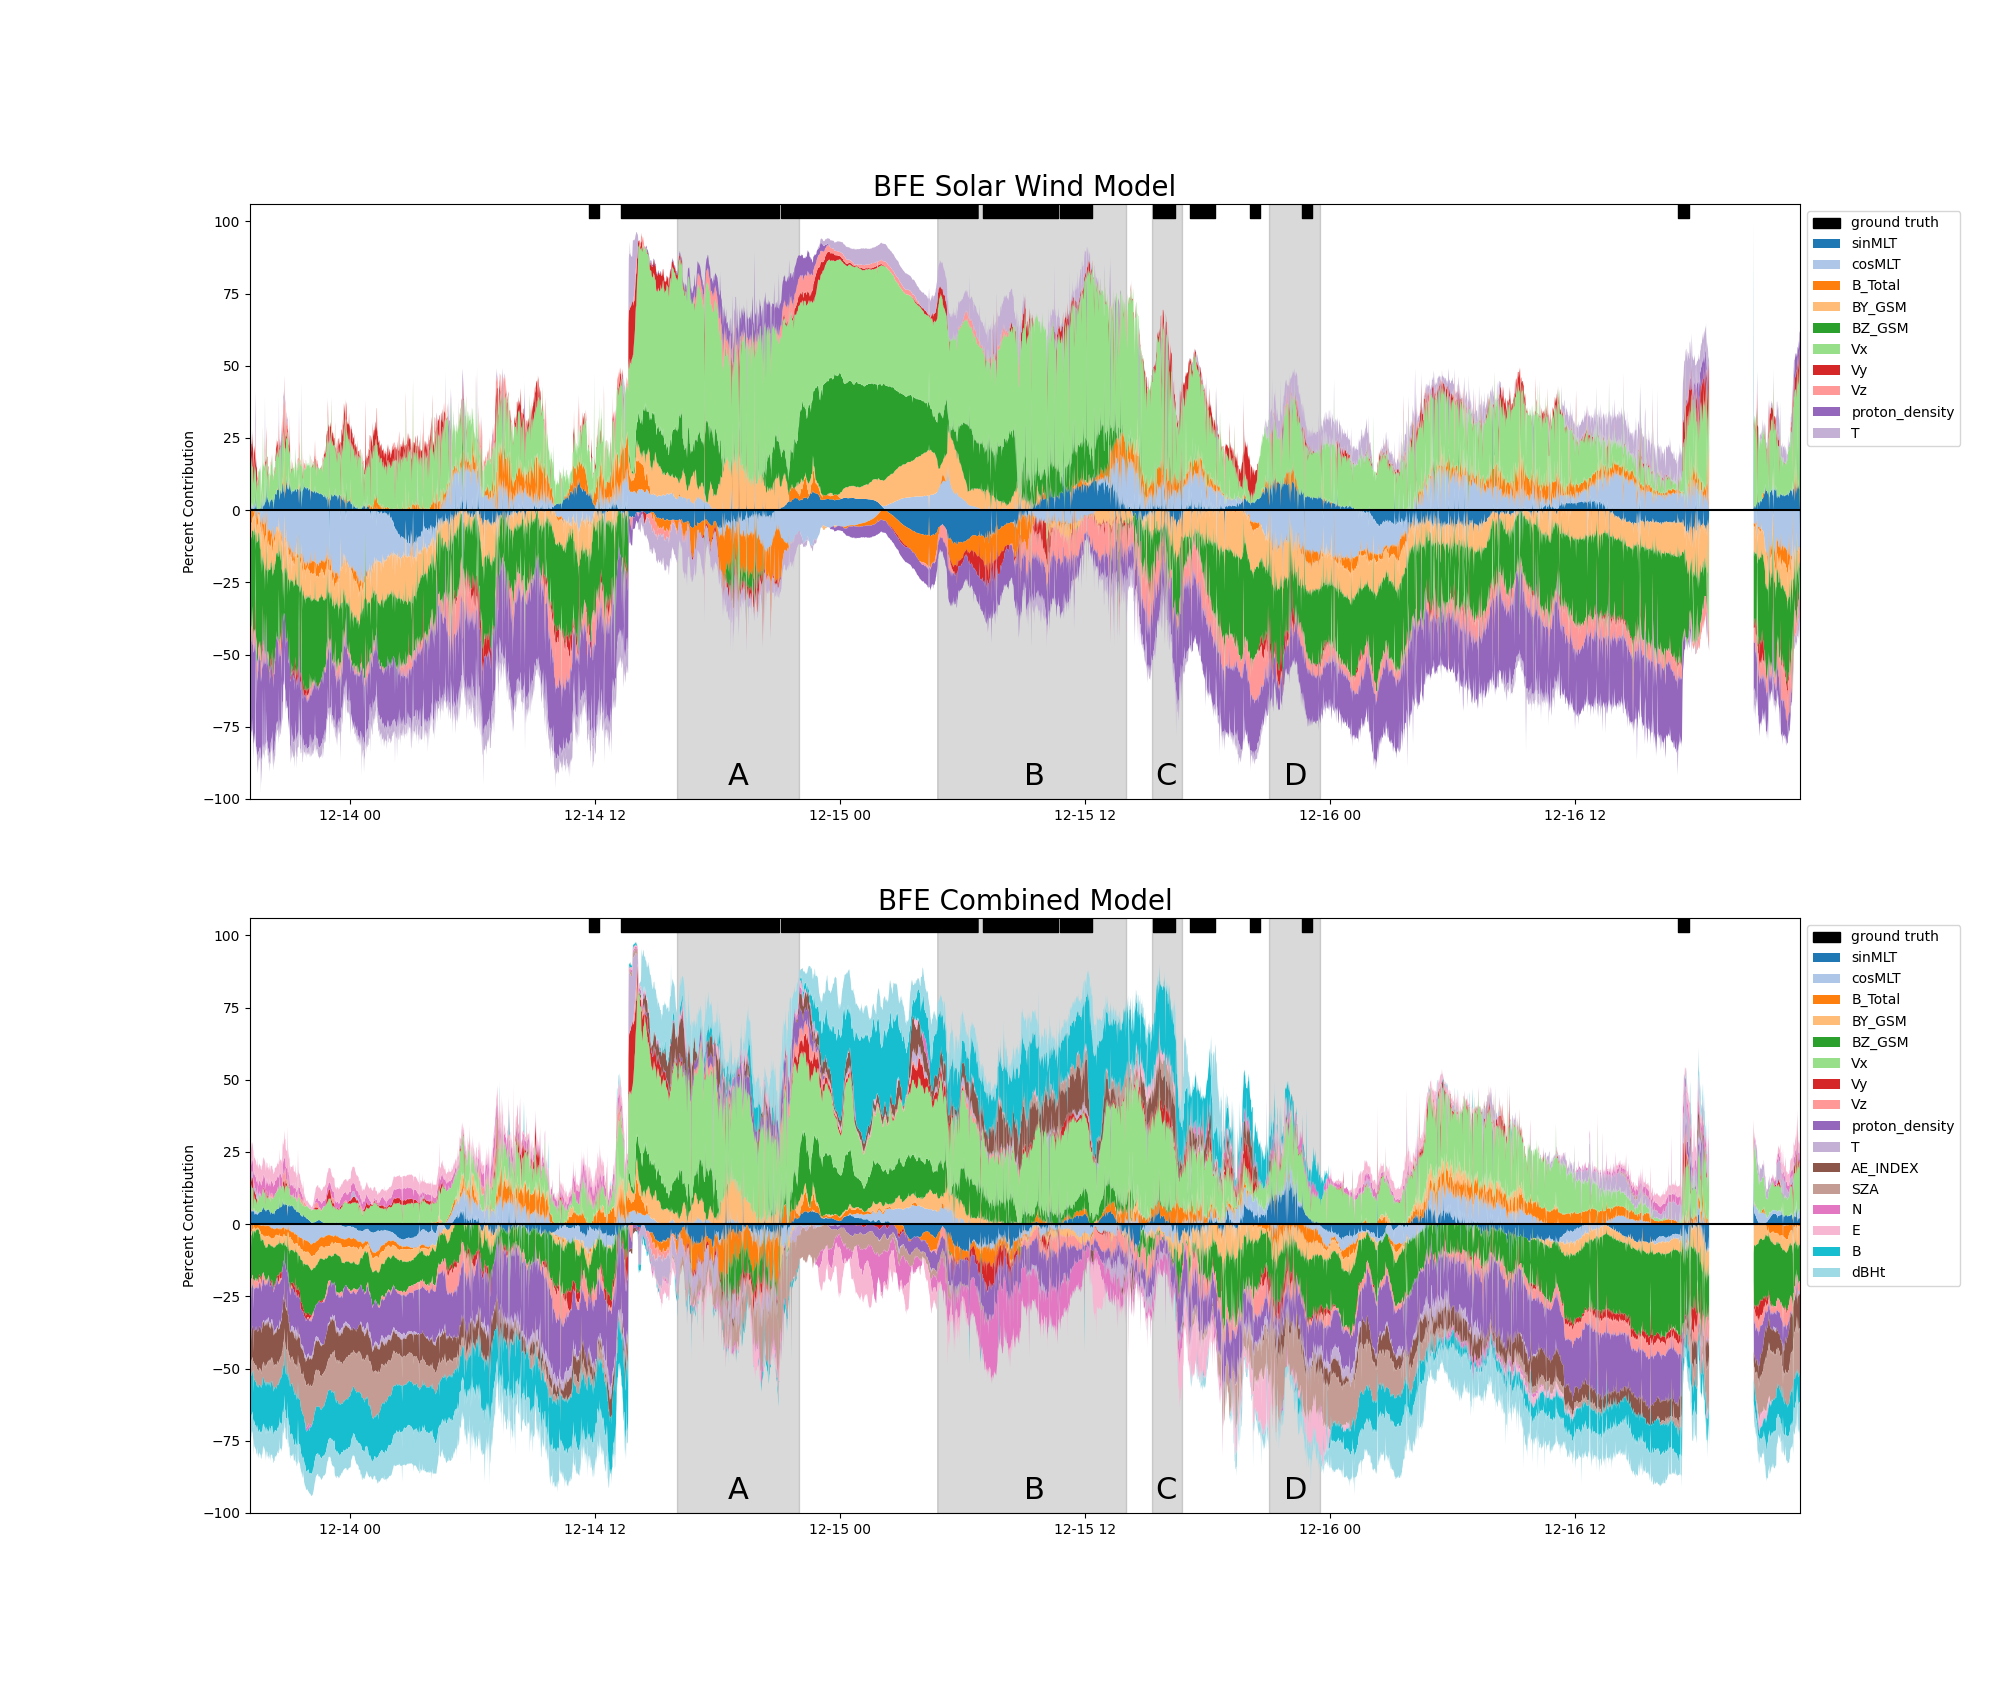 BFE Solar Wind Model
100
75
50
25
0
−25
−50
−75
−100
Percent Contribution
A
B
C
D
12-14 00
12-14 12
12-15 00
12-15 12
12-16 00
12-16 12
ground truth
sinMLT
cosMLT
B_Total
BY_GSM
BZ_GSM
Vx
Vy
Vz
proton_density
T
BFE Combined Model
100
75
50
25
0
−25
−50
−75
−100
Percent Contribution
A
B
C
D
12-14 00
12-14 12
12-15 00
12-15 12
12-16 00
12-16 12
ground truth
sinMLT
cosMLT
B_Total
BY_GSM
BZ_GSM
Vx
Vy
Vz
proton_density
T
AE_INDEX
SZA
N
E
B
dBHt